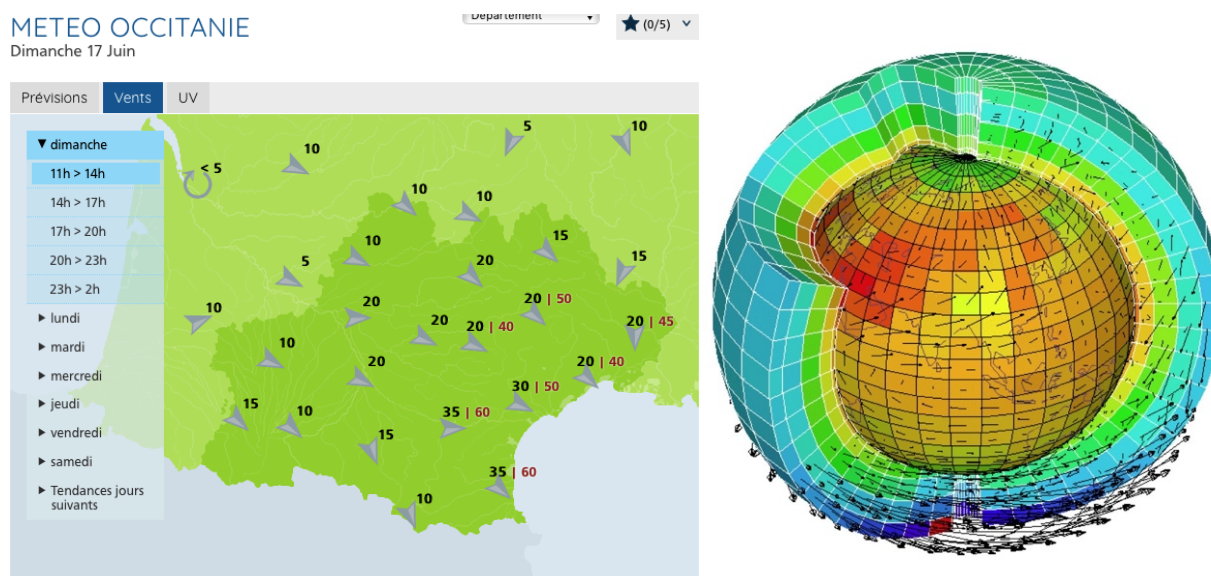 METEO OCCITANIE
Dimanche 17 Juin
Département
(0/5)
Prévisions
Vents
UV
dimanche
11h > 14h
14h > 17h
17h > 20h
20h > 23h
23h > 2h
lundi
mardi
mercredi
jeudi
vendredi
samedi
Tendances jours
suivants
5
10
10
< 5
10
10
15
10
20
15
5
20 | 50
20
10
20
20 | 40
20 | 45
10
20
20 | 40
30 | 50
15
10
35 | 60
15
35 | 60
10